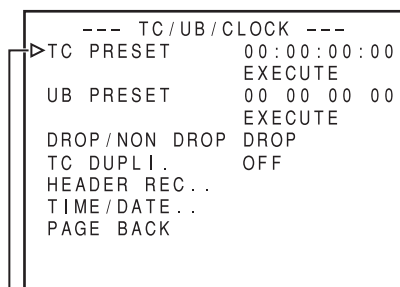 --- TC/UB/CLOCK ---
▷TC PRESET 00:00:00:00
EXECUTE
UB PRESET 00 00 00 00
EXECUTE
DROP/NON DROP DROP
TC DUPLI. OFF
HEADER REC..
TIME/DATE..
PAGE BACK